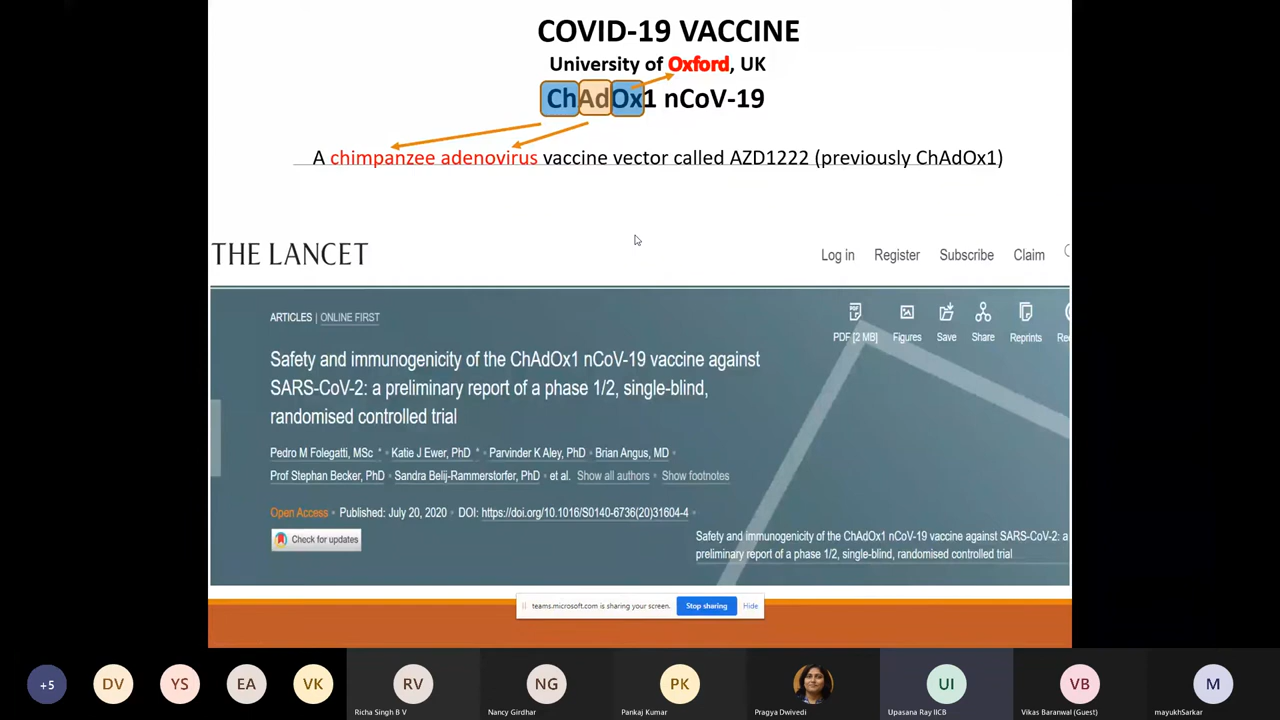 COVID-19 VACCINE
University of Oxford, UK
ChAdOx1 nCoV-19
A chimpanzee adenovirus vaccine vector called AZD1222 (previously ChAdOx1)
THE LANCET
Log in Register Subscribe Claim
ARTICLES | ONLINE FIRST
PDF [2 MB] Figures Save Share Reprints
Safety and immunogenicity of the ChAdOx1 nCoV-19 vaccine against
SARS-CoV-2: a preliminary report of a phase 1/2, single-blind,
randomised controlled trial
Pedro M Folegatti, MSc * • Katie J Ewer, PhD * • Parvinder K Aley, PhD • Brian Angus, MD •
Prof Stephan Becker, PhD • Sandra Belij-Rammerstorfer, PhD • et al. Show all authors • Show footnotes
Open Access • Published: July 20, 2020 • DOI: https://doi.org/10.1016/S0140-6736(20)31604-4 •
Check for updates
Safety and immunogenicity of the ChAdOx1 nCoV-19 vaccine against SARS-CoV-2: a
preliminary report of a phase 1/2, single-blind, randomised controlled trial
teams.microsoft.com is sharing your screen. Stop sharing Hide
+5 DV YS EA VK RV NG PK UI VB M
Richa Singh B V Nancy Girdhar Pankaj Kumar Pragya Dwivedi Upasana Ray IICB Vikas Baranwal (Guest) mayukhSarkar